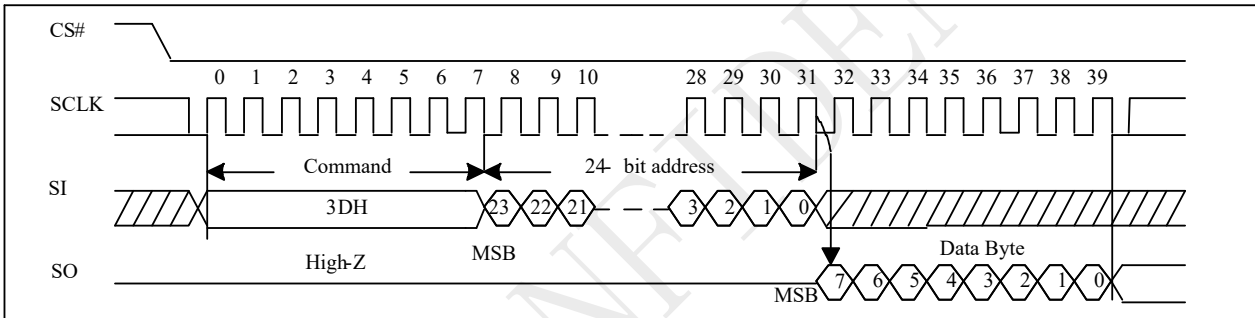 CS#
0 1 2 3 4 5 6 7 8 9 10 28 29 30 31 32 33 34 35 36 37 38 39
SCLK
Command 24- bit address
SI
3DH 23 22 21 3 2 1 0
High-Z MSB Data Byte
SO
MSB 7 6 5 4 3 2 1 0